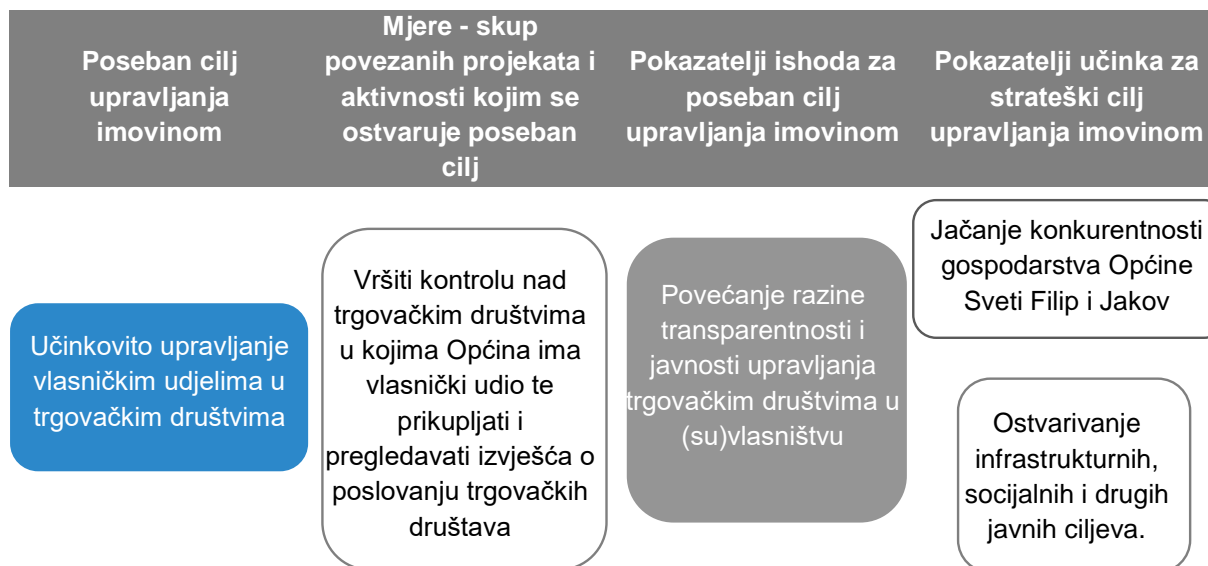 Poseban cilj
upravljanja
imovinom
Mjere - skup
povezanih projekata i
aktivnosti kojim se
ostvaruje poseban
cilj
Pokazatelji ishoda za
poseban cilj
upravljanja imovinom
Pokazatelji učinka za
strateški cilj
upravljanja imovinom
Učinkovito upravljanje
vlasničkim udjelima u
trgovačkim društvima
Vršiti kontrolu nad
trgovačkim društvima
u kojima Općina ima
vlasnički udio te
prikupljati i
pregledavati izvješća o
poslovanju trgovačkih
društava
Povećanje razine
transparentnosti i
javnosti upravljanja
trgovačkim društvima u
(su)vlasništvu
Jačanje konkurentnosti
gospodarstva Općine
Sveti Filip i Jakov
Ostvarivanje
infrastrukturnih,
socijalnih i drugih
javnih ciljeva.